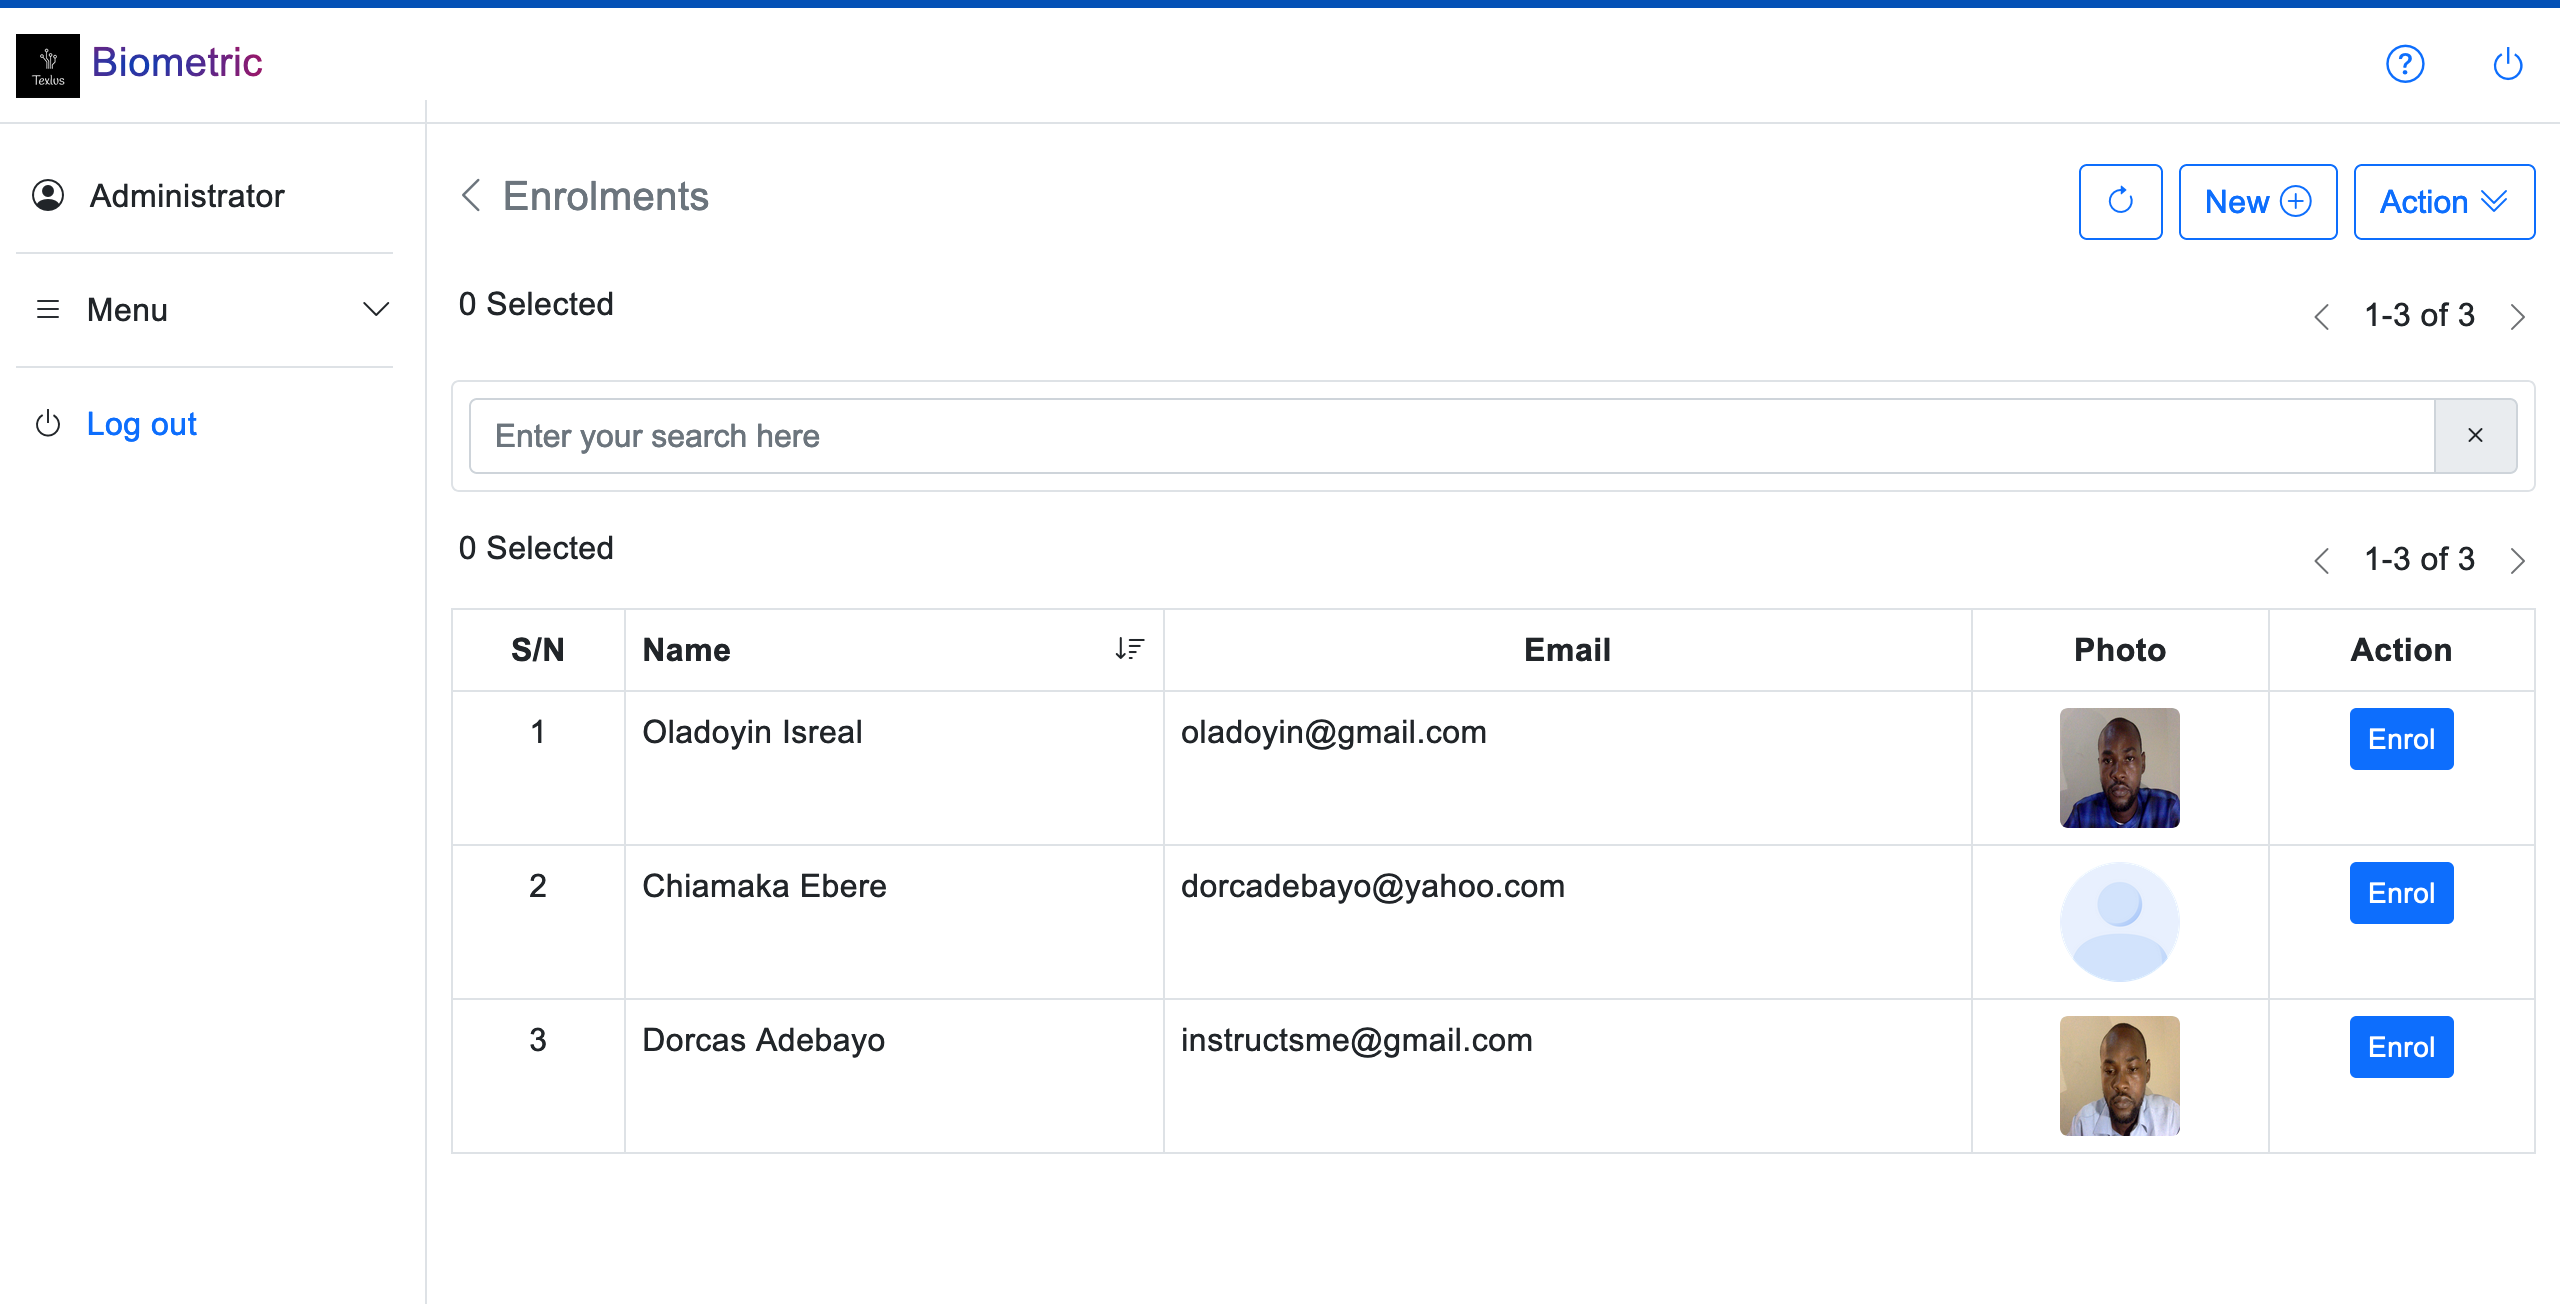 Texlus
Biometric
?
Administrator
Menu
Log out
Enrolments
New
Action
0 Selected
1-3 of 3
Enter your search here
0 Selected
1-3 of 3
S/N Name Email Photo Action
1 Oladoyin Isreal oladoyin@gmail.com Enrol
2 Chiamaka Ebere dorcadebayo@yahoo.com Enrol
3 Dorcas Adebayo instructsme@gmail.com Enrol